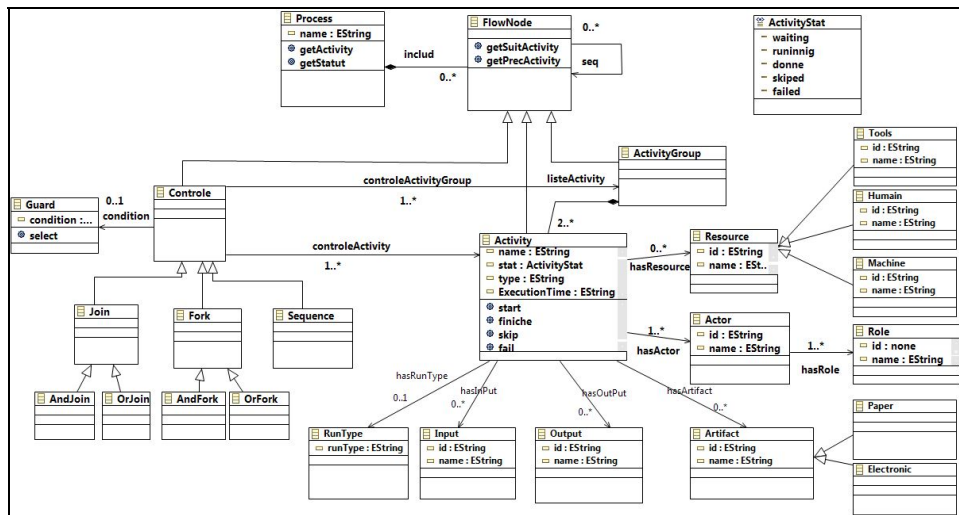 Process
name : EString
getActivity
getStatut
includ
0..*
FlowNode
getSuitActivity
getPrecActivity
0..*
seq
ActivityStat
waiting
runinnig
donne
skiped
failed
ActivityGroup
controleActivityGroup
1..*
listeActivity
2..*
Controle
0..1
condition
Guard
condition :...
select
controleActivity
1..*
Activity
name : EString
stat : ActivityStat
type : EString
ExecutionTime : EString
start
finiche
skip
fail
0..*
hasResource
Resource
id : EString
name : ESt..
Tools
id : EString
name : EString
Humain
id : EString
name : EString
Machine
id : EString
name : EString
1..*
hasActor
Actor
id : EString
name : EString
1..*
hasRole
Role
id : none
name : EString
Join
Fork
Sequence
AndJoin
OrJoin
AndFork
OrFork
hasRunType
0..1
hasInPut
0..*
hasOutPut
0..*
hasArtifact
0..*
RunType
runType : EString
Input
id : EString
name : EString
Output
id : EString
name : EString
Artifact
id : EString
name : EString
Paper
Electronic